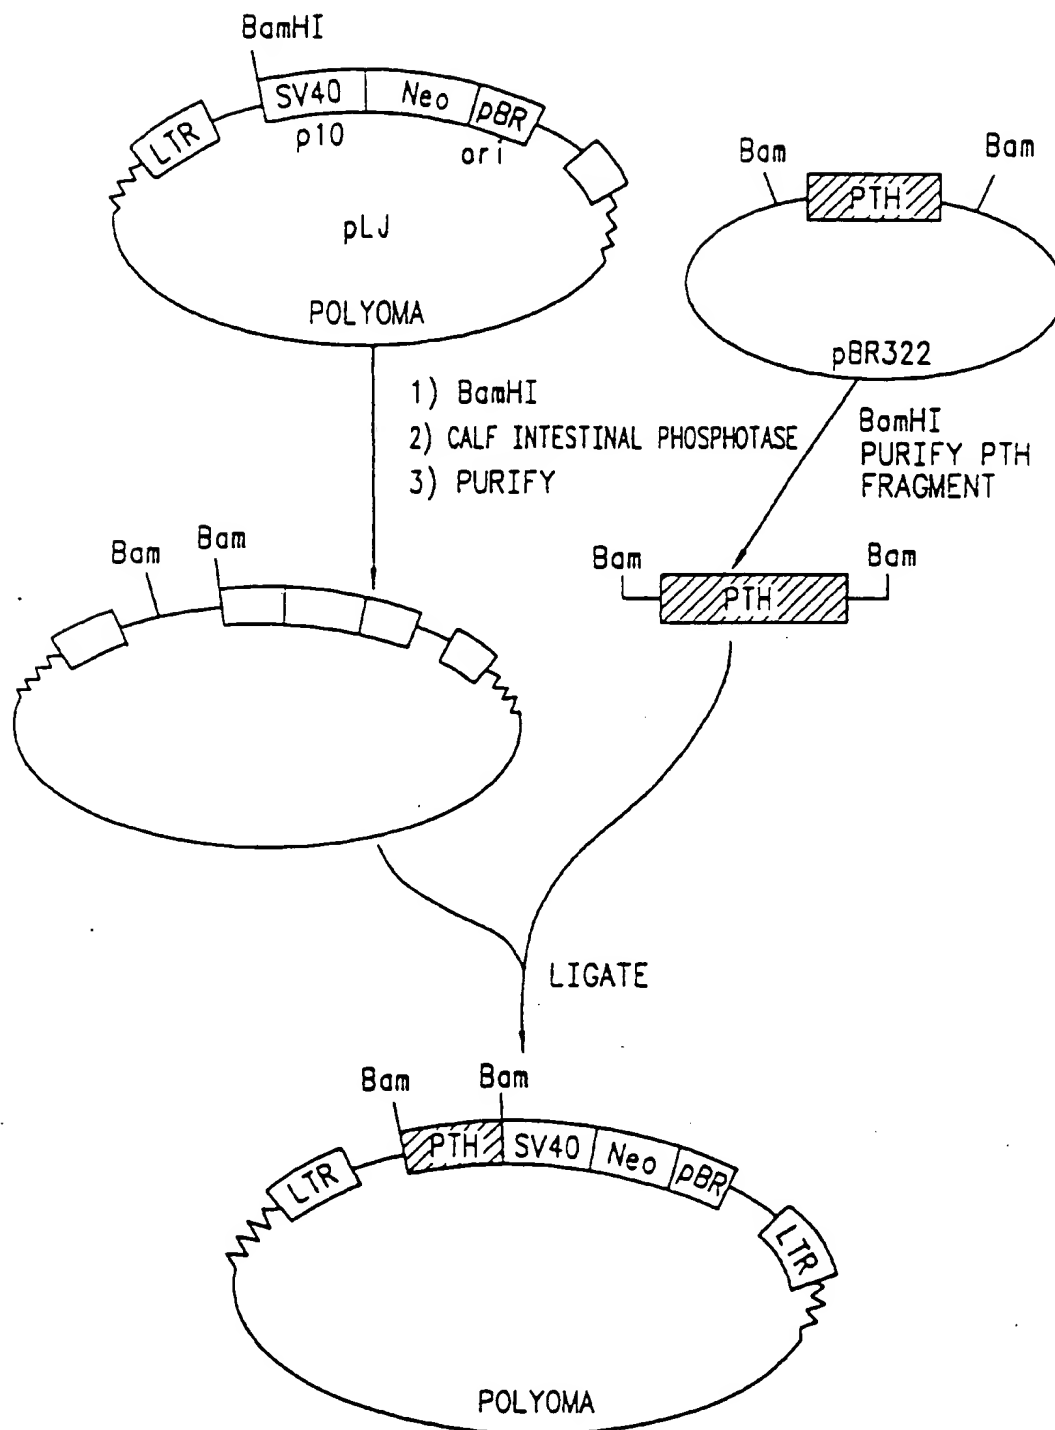 BamHI
SV40
Neo
pBR
LTR
p10
ori
pLJ
POLYOMA
Bam
Bam
PTH
pBR322
1) BamHI
2) CALF INTESTINAL PHOSPHOTASE
3) PURIFY
BamHI
PURIFY PTH
FRAGMENT
Bam
Bam
Bam
Bam
PTH
LIGATE
Bam
Bam
LTR
PTH
SV40
Neo
pBR
LTR
POLYOMA